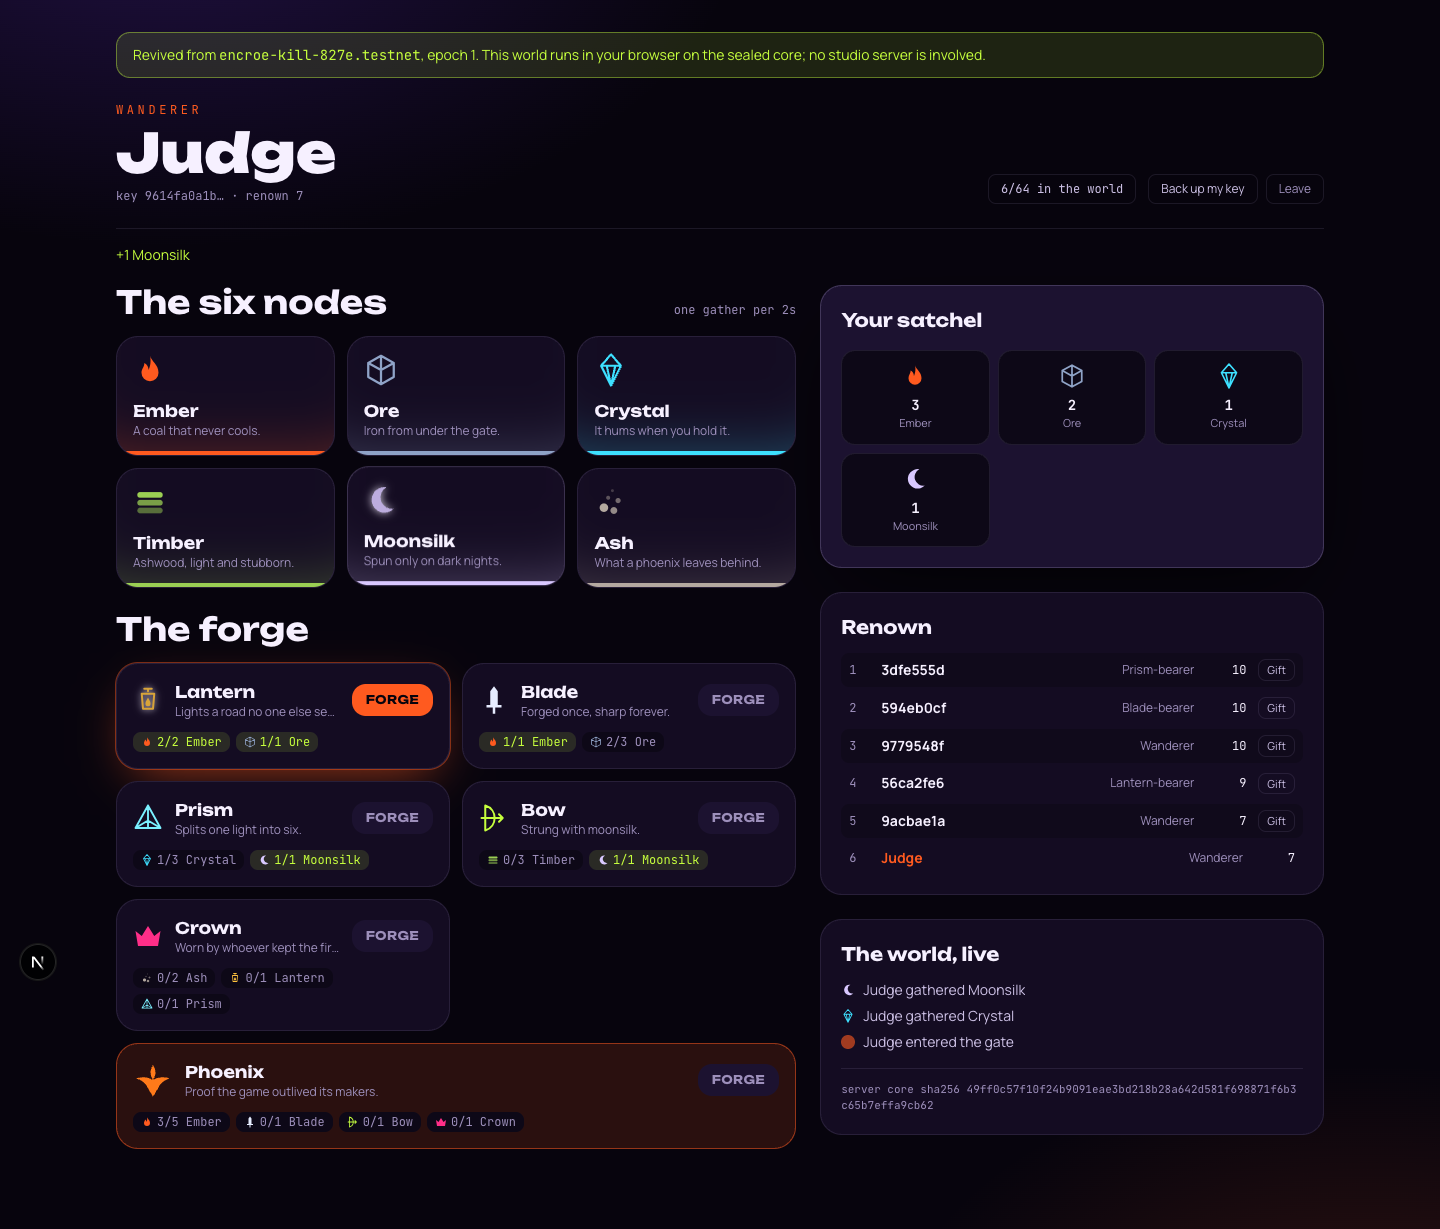 Revived from encroe-kill-827e.testnet, epoch 1. This world runs in your browser on the sealed core; no studio server is involved.
WANDERER
Judge
key 9614fa0a1b… · renown 7
6/64 in the world
Back up my key
Leave
+1 Moonsilk
The six nodes
one gather per 2s
Ember
A coal that never cools.
Ore
Iron from under the gate.
Crystal
It hums when you hold it.
Timber
Ashwood, light and stubborn.
Moonsilk
Spun only on dark nights.
Ash
What a phoenix leaves behind.
The forge
Lantern
Lights a road no one else se…
FORGE
2/2 Ember
1/1 Ore
Blade
Forged once, sharp forever.
FORGE
1/1 Ember
2/3 Ore
Prism
Splits one light into six.
FORGE
1/3 Crystal
1/1 Moonsilk
Bow
Strung with moonsilk.
FORGE
0/3 Timber
1/1 Moonsilk
Crown
Worn by whoever kept the fir…
FORGE
0/2 Ash
0/1 Lantern
0/1 Prism
Phoenix
Proof the game outlived its makers.
FORGE
3/5 Ember
0/1 Blade
0/1 Bow
0/1 Crown
Your satchel
3
Ember
2
Ore
1
Crystal
1
Moonsilk
Renown
1 3dfe555d Prism-bearer 10 Gift
2 594eb0cf Blade-bearer 10 Gift
3 9779548f Wanderer 10 Gift
4 56ca2fe6 Lantern-bearer 9 Gift
5 9acbae1a Wanderer 7 Gift
6 Judge Wanderer 7
The world, live
Judge gathered Moonsilk
Judge gathered Crystal
Judge entered the gate
server core sha256 49ff0c57f10f24b9091eae3bd218b28a642d581f698871f6b3
c65b7effa9cb62
N